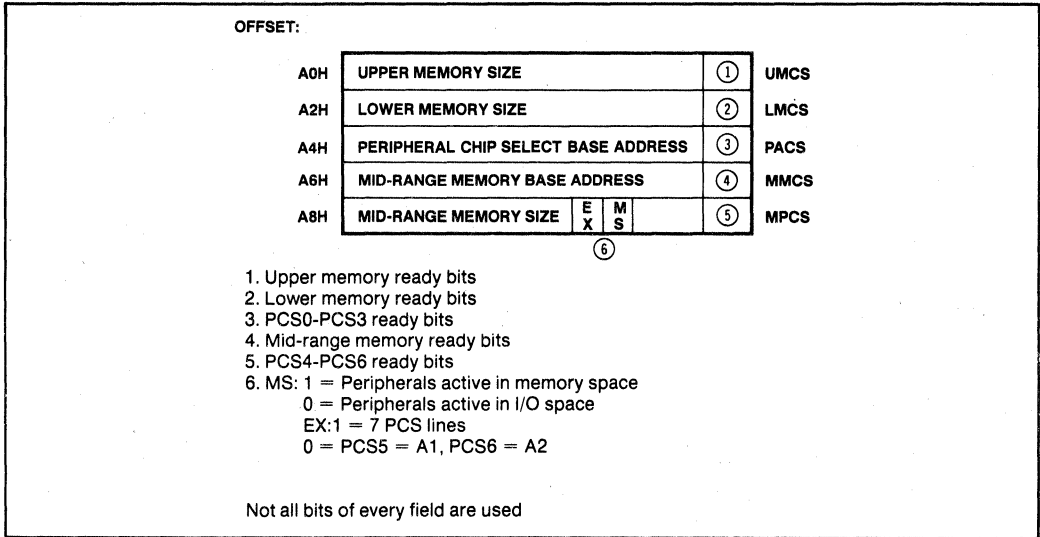 OFFSET:
A0H UPPER MEMORY SIZE 1 UMCS
A2H LOWER MEMORY SIZE 2 LMCS
A4H PERIPHERAL CHIP SELECT BASE ADDRESS 3 PACS
A6H MID-RANGE MEMORY BASE ADDRESS 4 MMCS
A8H MID-RANGE MEMORY SIZE EX MS 5 MPCS
6
1. Upper memory ready bits
2. Lower memory ready bits
3. PCS0-PCS3 ready bits
4. Mid-range memory ready bits
5. PCS4-PCS6 ready bits
6. MS: 1 = Peripherals active in memory space
0 = Peripherals active in I/O space
EX:1 = 7 PCS lines
0 = PCS5 = A1, PCS6 = A2
Not all bits of every field are used